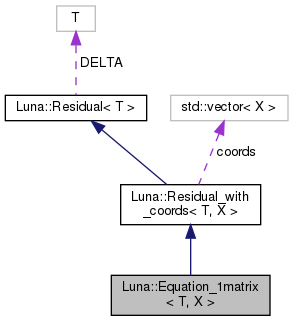 T
DELTA
Luna::Residual< T >
std::vector< X >
coords
Luna::Residual_with
_coords< T, X >
Luna::Equation_1matrix
< T, X >